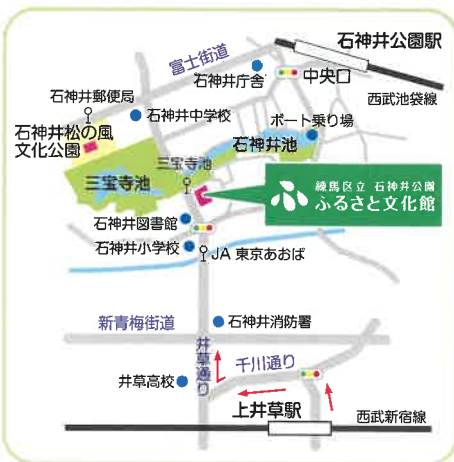 石神井公園駅
富士街道
石神井庁舎
中央口
西武池袋線
石神井郵便局
石神井中学校
ボート乗り場
石神井松の風
文化公園
石神井池
三宝寺池
三宝寺池
練馬区立 石神井公園
ふるさと文化館
石神井図書館
石神井小学校
JA 東京あおば
新青梅街道
石神井消防署
井草通り
千川通り
井草高校
上井草駅
西武新宿線